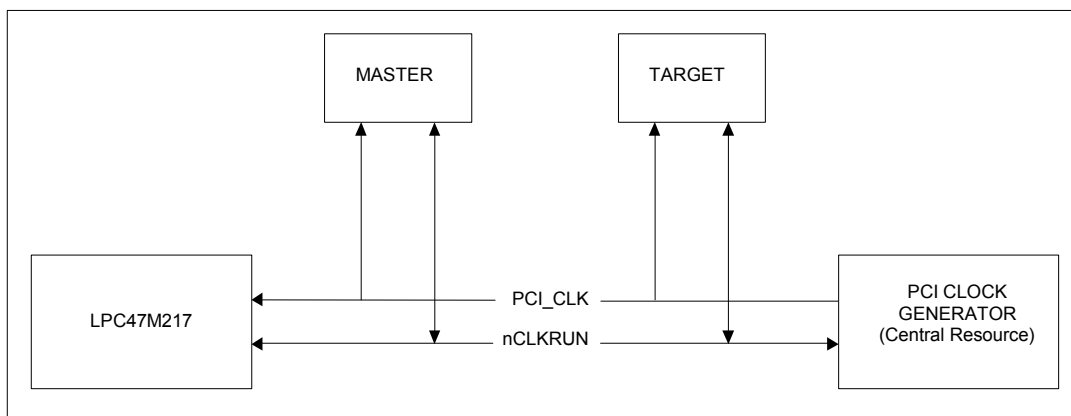 MASTER
TARGET
LPC47M217
PCI_CLK
nCLKRUN
PCI CLOCK
GENERATOR
(Central Resource)